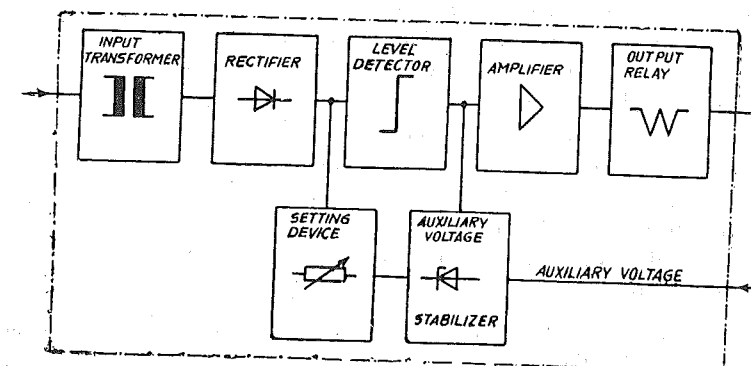 INPUT
TRANSFORMER
RECTIFIER
LEVEL
DETECTOR
AMPLIFIER
OUTPUT
RELAY
SETTING
DEVICE
AUXILIARY
VOLTAGE
STABILIZER
AUXILIARY VOLTAGE